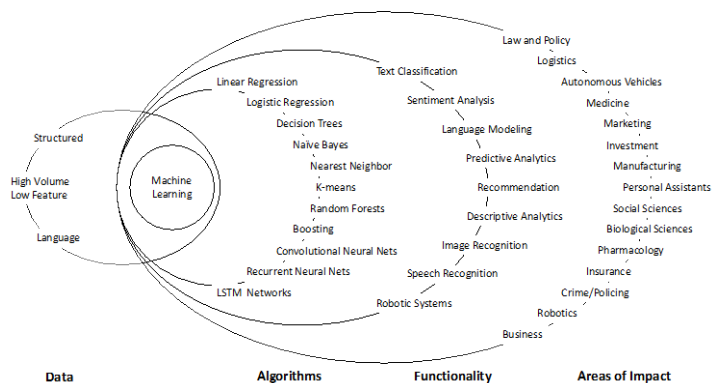 Structured
High Volume
Low Feature
Language
Machine
Learning
Linear Regression
Logistic Regression
Decision Trees
Naïve Bayes
Nearest Neighbor
K-means
Random Forests
Boosting
Convolutional Neural Nets
Recurrent Neural Nets
LSTM Networks
Text Classification
Sentiment Analysis
Language Modeling
Predictive Analytics
Recommendation
Descriptive Analytics
Image Recognition
Speech Recognition
Robotic Systems
Law and Policy
Logistics
Autonomous Vehicles
Medicine
Marketing
Investment
Manufacturing
Personal Assistants
Social Sciences
Biological Sciences
Pharmacology
Insurance
Crime/Policing
Robotics
Business
Data
Algorithms
Functionality
Areas of Impact